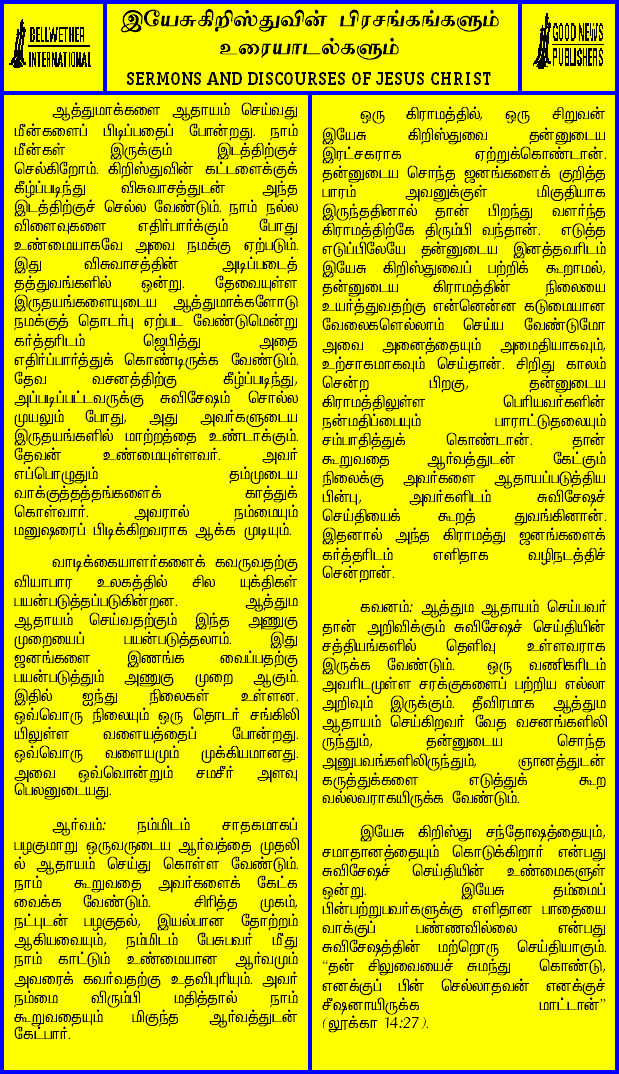 BELLWETHER
INTERNATIONAL
இயேசுகிறிஸ்துவின் பிரசங்கங்களும்
உரையாடல்களும்
SERMONS AND DISCOURSES OF JESUS CHRIST
GOOD NEWS
PUBLISHERS
ஆத்துமாக்களை ஆதாயம் செய்வது
மீன்களைப் பிடிப்பதைப் போன்றது. நாம்
மீன்கள் இருக்கும் இடத்திற்குச்
செல்கிறோம். கிறிஸ்துவின் கட்டளைக்குக்
கீழ்ப்படிந்து விசுவாசத்துடன் அந்த
இடத்திற்குச் செல்ல வேண்டும். நாம் நல்ல
விளைவுகளை எதிர்பார்க்கும் போது
உண்மையாகவே அவை நமக்கு ஏற்படும்.
இது விசுவாசத்தின் அடிப்படைத்
தத்துவங்களில் ஒன்று. தேவையுள்ள
இருதயங்களையுடைய ஆத்துமாக்களோடு
நமக்குத் தொடர்பு ஏற்பட வேண்டுமென்று
கர்த்தரிடம் ஜெபித்து அதை
எதிர்ப்பார்த்துக் கொண்டிருக்க வேண்டும்.
தேவ வசனத்திற்கு கீழ்ப்படிந்து,
அப்படிப்பட்டவருக்கு சுவிசேஷம் சொல்ல
முயலும் போது, அது அவர்களுடைய
இருதயங்களில் மாற்றத்தை உண்டாக்கும்.
தேவன் உண்மையுள்ளவர். அவர்
எப்பொழுதும் தம்முடைய
வாக்குத்தத்தங்களைக் காத்துக்
கொள்வார். அவரால் நம்மையும்
மனுஷரைப் பிடிக்கிறவராக ஆக்க முடியும்.
வாடிக்கையாளர்களைக் கவருவதற்கு
வியாபார உலகத்தில் சில யுக்திகள்
பயன்படுத்தப்படுகின்றன. ஆத்தும
ஆதாயம் செய்வதற்கும் இந்த அணுகு
முறையைப் பயன்படுத்தலாம். இது
ஜனங்களை இணங்க வைப்பதற்கு
பயன்படுத்தும் அணுகு முறை ஆகும்.
இதில் ஐந்து நிலைகள் உள்ளன.
ஒவ்வொரு நிலையும் ஒரு தொடர் சங்கிலி
யிலுள்ள வளையத்தைப் போன்றது.
ஒவ்வொரு வளையமும் முக்கியமானது.
அவை ஒவ்வொன்றும் சமசீர் அளவு
பெலனுடையது.
ஆர்வம்: நம்மிடம் சாதகமாகப்
பழகுமாறு ஒருவருடைய ஆர்வத்தை முதலி
ல் ஆதாயம் செய்து கொள்ள வேண்டும்.
நாம் கூறுவதை அவர்களைக் கேட்க
வைக்க வேண்டும். சிரித்த முகம்,
நட்புடன் பழகுதல், இயல்பான தோற்றம்
ஆகியவையும், நம்மிடம் பேசுபவர் மீது
நாம் காட்டும் உண்மையான ஆர்வமும்
அவரைக் கவர்வதற்கு உதவிபுரியும். அவர்
நம்மை விரும்பி மதித்தால் நாம்
கூறுவதையும் மிகுந்த ஆர்வத்துடன்
கேட்பார்.
ஒரு கிராமத்தில், ஒரு சிறுவன்
இயேசு கிறிஸ்துவை தன்னுடைய
இரட்சகராக ஏற்றுக்கொண்டான்.
தன்னுடைய சொந்த ஜனங்களைக் குறித்த
பாரம் அவனுக்குள் மிகுதியாக
இருந்ததினால் தான் பிறந்து வளர்ந்த
கிராமத்திற்கே திரும்பி வந்தான். எடுத்த
எடுப்பிலேயே தன்னுடைய இனத்தவரிடம்
இயேசு கிறிஸ்துவைப் பற்றிக் கூறாமல்,
தன்னுடைய கிராமத்தின் நிலையை
உயர்த்துவதற்கு என்னென்ன கடுமையான
வேலைகளெல்லாம் செய்ய வேண்டுமோ
அவை அனைத்தையும் அமைதியாகவும்,
உற்சாகமாகவும் செய்தான். சிறிது காலம்
சென்ற பிறகு, தன்னுடைய
கிராமத்திலுள்ள பெரியவர்களின்
நன்மதிப்பையும் பாராட்டுதலையும்
சம்பாதித்துக் கொண்டான். தான்
கூறுவதை ஆர்வத்துடன் கேட்கும்
நிலைக்கு அவர்களை ஆதாயப்படுத்திய
பின்பு, அவர்களிடம் சுவிசேஷச்
செய்தியைக் கூறத் துவங்கினான்.
இதனால் அந்த கிராமத்து ஜனங்களைக்
கர்த்தரிடம் எளிதாக வழிநடத்திச்
சென்றான்.
கவனம்: ஆத்தும ஆதாயம் செய்பவர்
தான் அறிவிக்கும் சுவிசேஷச் செய்தியின்
சத்தியங்களில் தெளிவு உள்ளவராக
இருக்க வேண்டும். ஒரு வணிகரிடம்
அவரிடமுள்ள சரக்குகளைப் பற்றிய எல்லா
அறிவும் இருக்கும். தீவிரமாக ஆத்தும
ஆதாயம் செய்கிறவர் வேத வசனங்களிலி
ருந்தும், தன்னுடைய சொந்த
அனுபவங்களிலிருந்தும், ஞானத்துடன்
கருத்துக்களை எடுத்துக் கூற
வல்லவராகயிருக்க வேண்டும்.
இயேசு கிறிஸ்து சந்தோஷத்தையும்,
சமாதானத்தையும் கொடுக்கிறார் என்பது
சுவிசேஷச் செய்தியின் உண்மைகளுள்
ஒன்று. இயேசு தம்மைப்
பின்பற்றுபவர்களுக்கு எளிதான பாதையை
வாக்குப் பண்ணவில்லை என்பது
சுவிசேஷத்தின் மற்றொரு செய்தியாகும்.
“தன் சிலுவையைச் சுமந்து கொண்டு,
எனக்குப் பின் செல்லாதவன் எனக்குச்
சீஷனாயிருக்க மாட்டான்”
(லூக்கா 14:27).